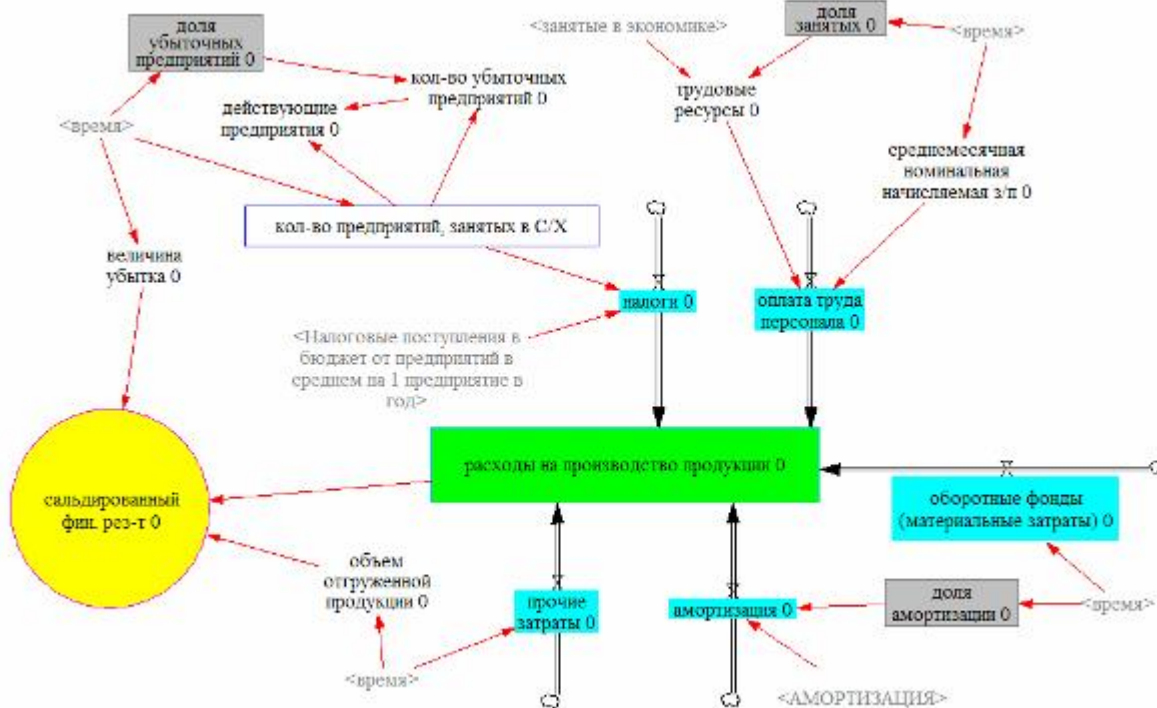 доля
убыточных
предприятий 0
<занятые в экономике>
доля
занятых 0
<время>
кол-во убыточных
предприятий 0
трудовые
ресурсы 0
действующие
предприятия 0
<время>
среднемесячная
номинальная
начисляемая з/п 0
кол-во предприятий, занятых в С/Х
величина
убытка 0
налоги 0
оплата труда
персонала 0
<Налоговые поступления в
бюджет от предприятий в
среднем на 1 предприятие в
год>
расходы на производство продукции 0
сальдированный
фин. рез-т 0
оборотные фонды
(материальные затраты) 0
объем
отгруженной
продукции 0
прочие
затраты 0
амортизация 0
доля
амортизации 0
<время>
<время>
<АМОРТИЗАЦИЯ>